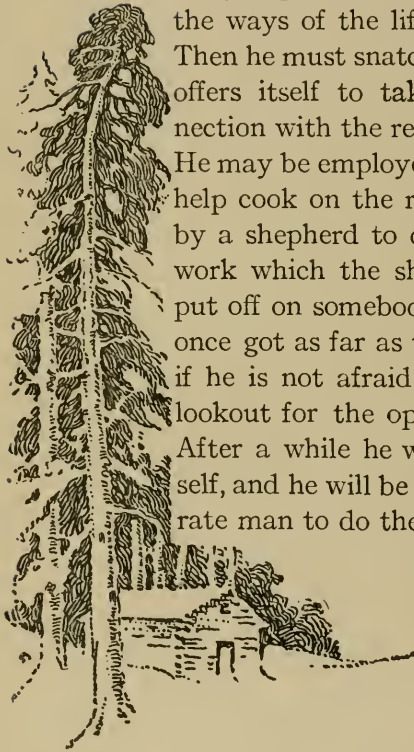 the ways of the lif
Then he must snatc
offers itself to tak
nection with the re
He may be employe
help cook on the r
by a shepherd to d
work which the sh
put off on somebod
once got as far as t
if he is not afraid
lookout for the op
After a while he w
self, and he will be
rate man to do the